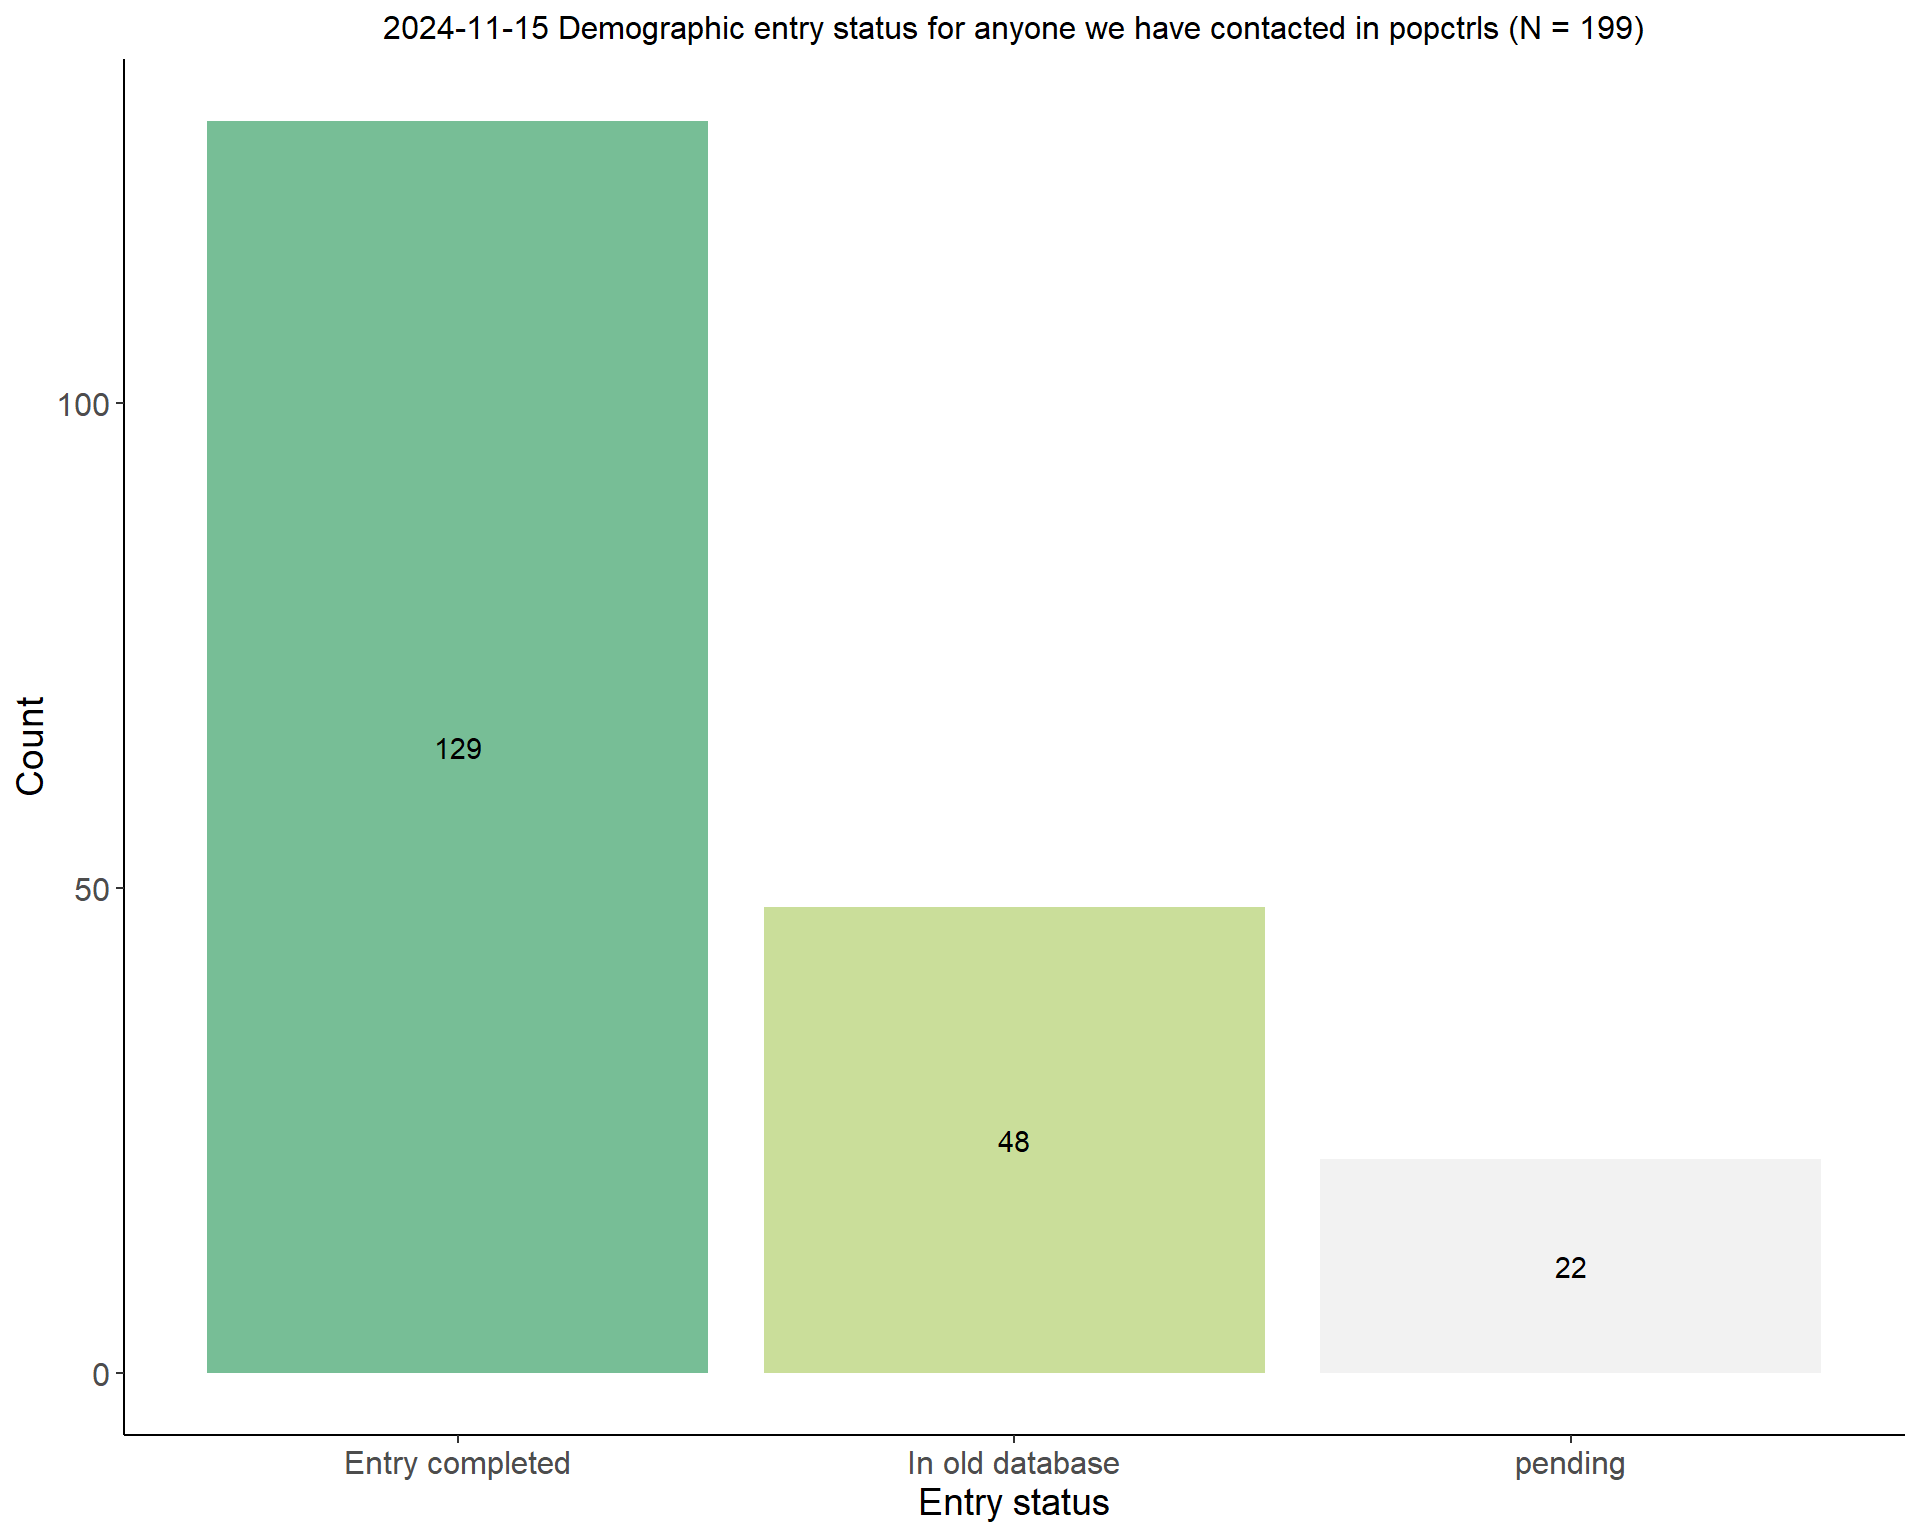 2024-11-15 Demographic entry status for anyone we have contacted in popctrls (N = 199)
Count
100
50
0
129
48
22
Entry completed
In old database
pending
Entry status